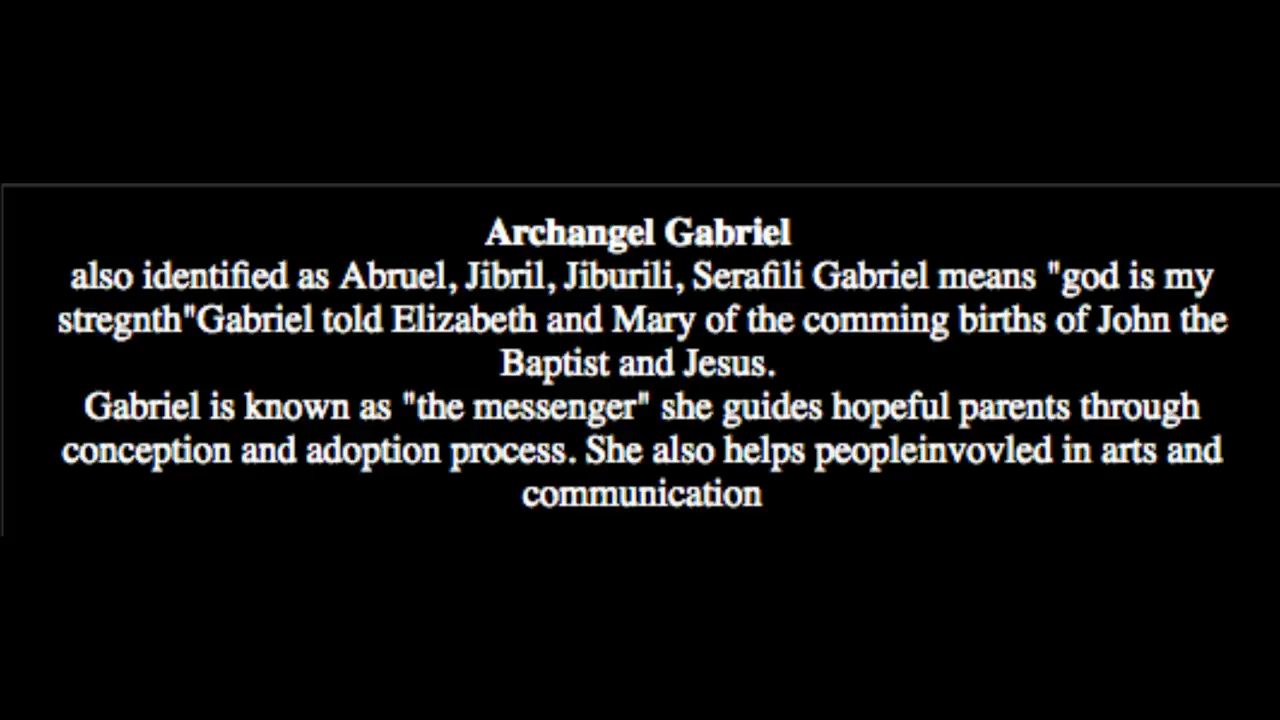 Archangel Gabriel
also identified as Abruel, Jibril, Jiburili, Serafili Gabriel means "god is my
stregnth"Gabriel told Elizabeth and Mary of the comming births of John the
Baptist and Jesus.
Gabriel is known as "the messenger" she guides hopeful parents through
conception and adoption process. She also helps peopleinvovled in arts and
communication